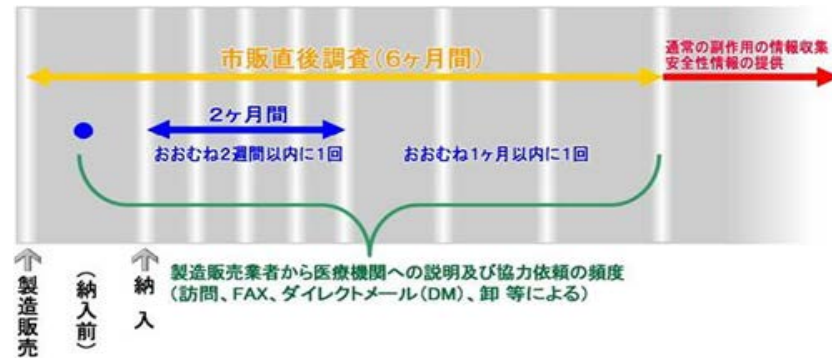 市販直後調査(6ヶ月間)
通常の副作用の情報収集
安全性情報の提供
2ヶ月間
おおむね2週間以内に1回
おおむね1ヶ月以内に1回
製造販売
(納入前)
納入
製造販売業者から医療機関への説明及び協力依頼の頻度
(訪問、FAX、ダイレクトメール(DM)、卸 等による)